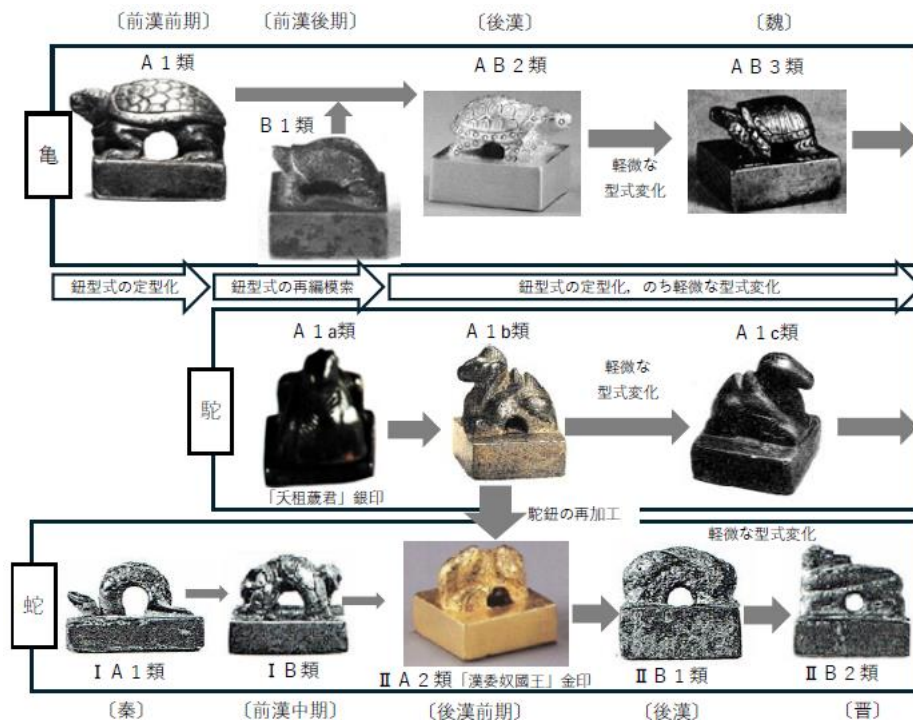 〔前漢前期〕 〔前漢後期〕 〔後漢〕 〔魏〕
A1類
AB2類
AB3類
B1類
亀
軽微な
型式変化
鈕型式の定型化
鈕型式の再編模索
鈕型式の定型化，のち軽微な型式変化
A1a類
A1b類
A1c類
軽微な
型式変化
駝
「夭租薉君」銀印
駝鈕の再加工
軽微な型式変化
蛇
ⅠA1類
ⅠB類
ⅡA2類「漢委奴國王」金印
ⅡB1類
ⅡB2類
〔秦〕 〔前漢中期〕 〔後漢前期〕 〔後漢〕 〔晋〕